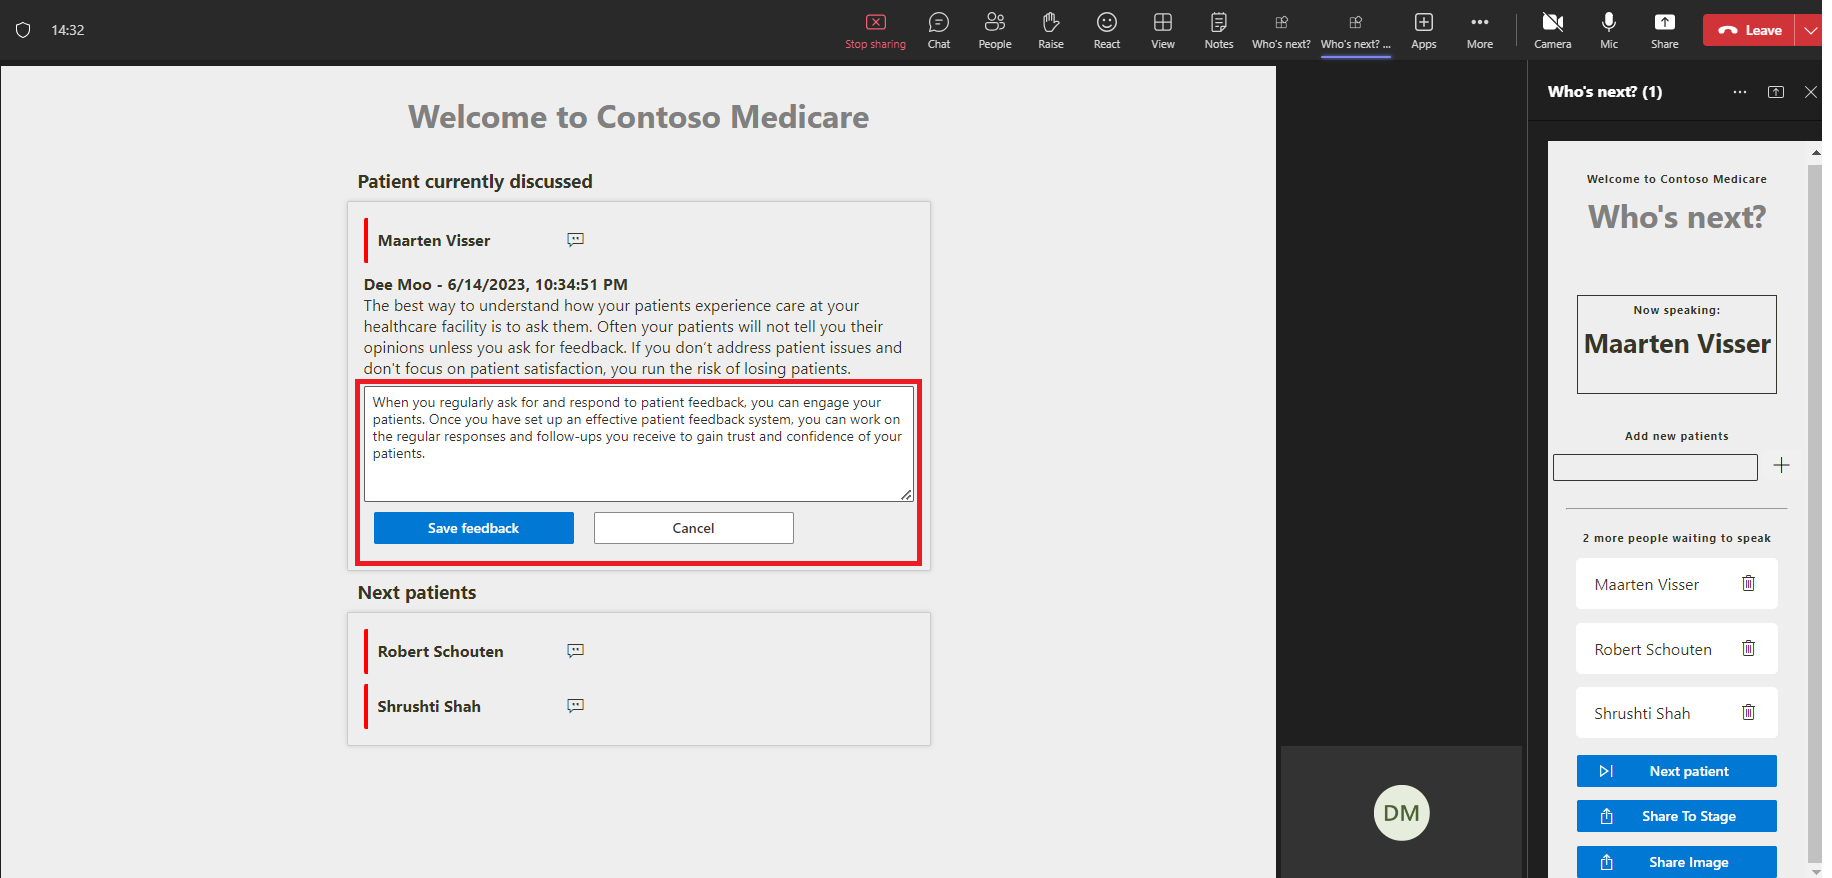 14:32
Stop sharing
Chat
People
Raise
React
View
Notes
Who's next?
Who's next? ...
Apps
More
Camera
Mic
Share
Leave
Welcome to Contoso Medicare
Patient currently discussed
Maarten Visser
Dee Moo - 6/14/2023, 10:34:51 PM
The best way to understand how your patients experience care at your
healthcare facility is to ask them. Often your patients will not tell you their
opinions unless you ask for feedback. If you don’t address patient issues and
don't focus on patient satisfaction, you run the risk of losing patients.
When you regularly ask for and respond to patient feedback, you can engage your
patients. Once you have set up an effective patient feedback system, you can work on
the regular responses and follow-ups you receive to gain trust and confidence of your
patients.
Save feedback
Cancel
Next patients
Robert Schouten
Shrushti Shah
DM
Who's next? (1)
Welcome to Contoso Medicare
Who's next?
Now speaking:
Maarten Visser
Add new patients
2 more people waiting to speak
Maarten Visser
Robert Schouten
Shrushti Shah
Next patient
Share To Stage
Share Image